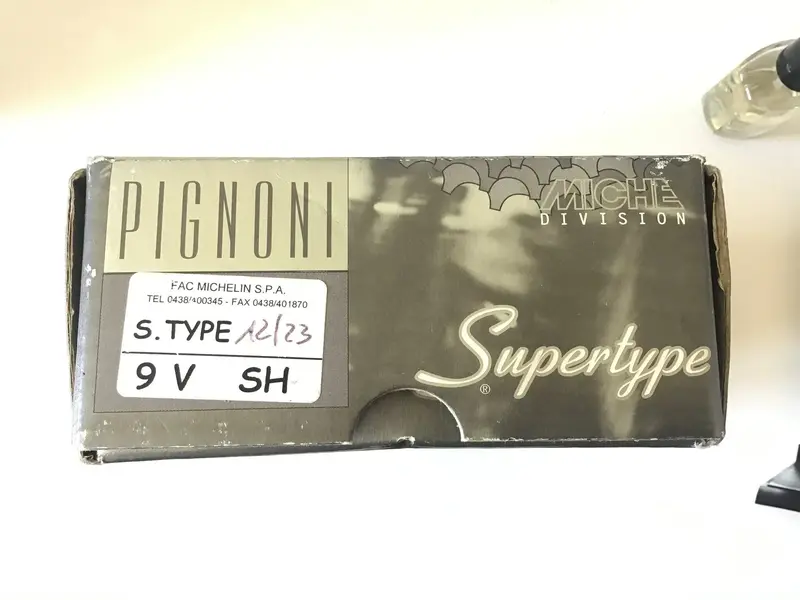 PIGNONI
MICHE
DIVISION
FAC MICHELIN S.P.A.
TEL 0438/400345 - FAX 0438/401870
S. TYPE 12/23
9 V SH
Supertype
®